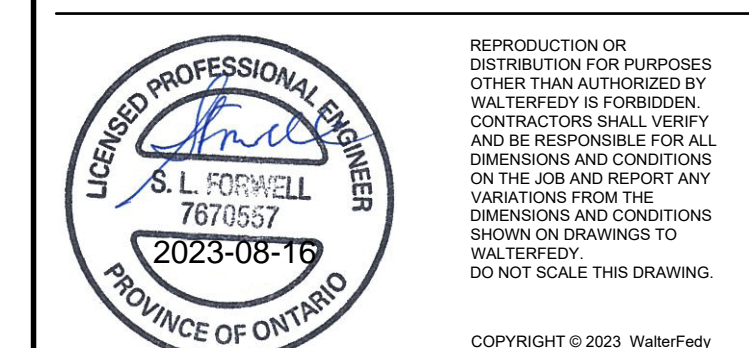 LICENSED PROFESSIONAL ENGINEER
S. L. FORWELL
7670557
2023-08-16
PROVINCE OF ONTARIO
REPRODUCTION OR
DISTRIBUTION FOR PURPOSES
OTHER THAN AUTHORIZED BY
WALTERFEDY IS FORBIDDEN.
CONTRACTORS SHALL VERIFY
AND BE RESPONSIBLE FOR ALL
DIMENSIONS AND CONDITIONS
ON THE JOB AND REPORT ANY
VARIATIONS FROM THE
DIMENSIONS AND CONDITIONS
SHOWN ON DRAWINGS TO
WALTERFEDY.
DO NOT SCALE THIS DRAWING.
COPYRIGHT © 2023 WalterFedy